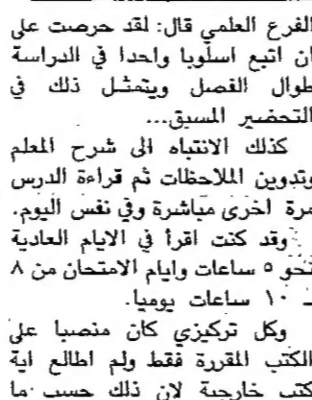 الفرع العلمي قال: لقد حرصت على
ان اتبع اسلوبا واحدا في الدراسة
طوال الفصل ويتمثل ذلك في
التحضير المسبق...
كذلك الانتباه الى شرح المعلم
وتدوين الملاحظات ثم قراءة الدرس
مرة اخرى مباشرة وفي نفس اليوم.
وقد كنت اقرأ في الايام العادية
نحو ٥ ساعات وايام الامتحان من ٨
ـ ١٠ ساعات يوميا.
وكل تركيزي كان منصبا على
الكتب المقررة فقط ولم اطالع اية
كتب خارجية لان ذلك حسب ما